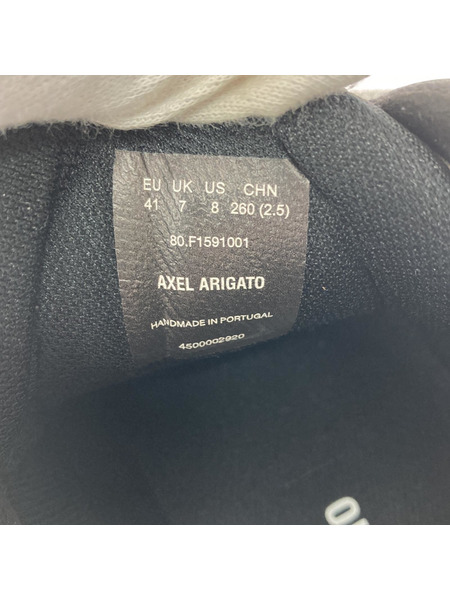 EU UK US CHN
41 7 8 260 (2.5)
80.F1591001
AXEL ARIGATO
HANDMADE IN PORTUGAL
4500002920